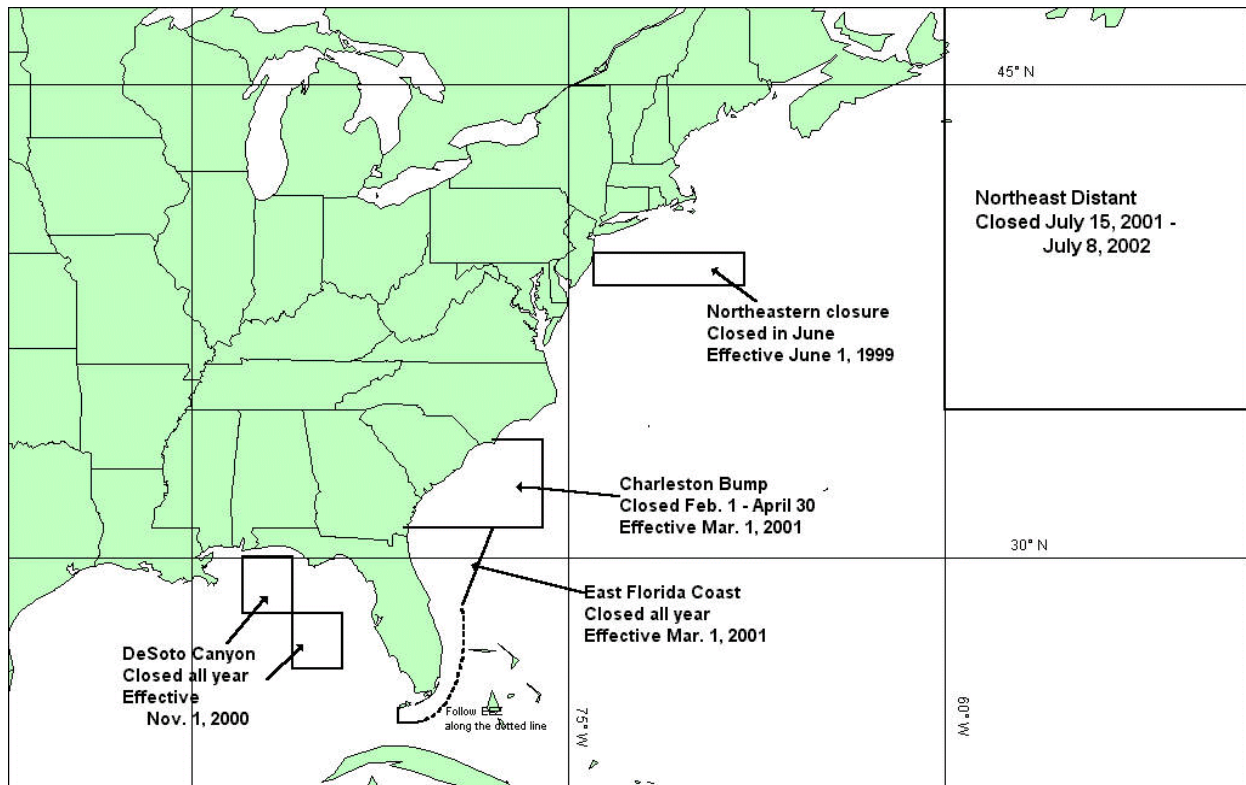 45° N
Northeast Distant
Closed July 15, 2001 -
July 8, 2002
Northeastern closure
Closed in June
Effective June 1, 1999
Charleston Bump
Closed Feb. 1 - April 30
Effective Mar. 1, 2001
30° N
East Florida Coast
Closed all year
Effective Mar. 1, 2001
DeSoto Canyon
Closed all year
Effective
Nov. 1, 2000
Follow EEZ
along the dotted line
75° W
60° W